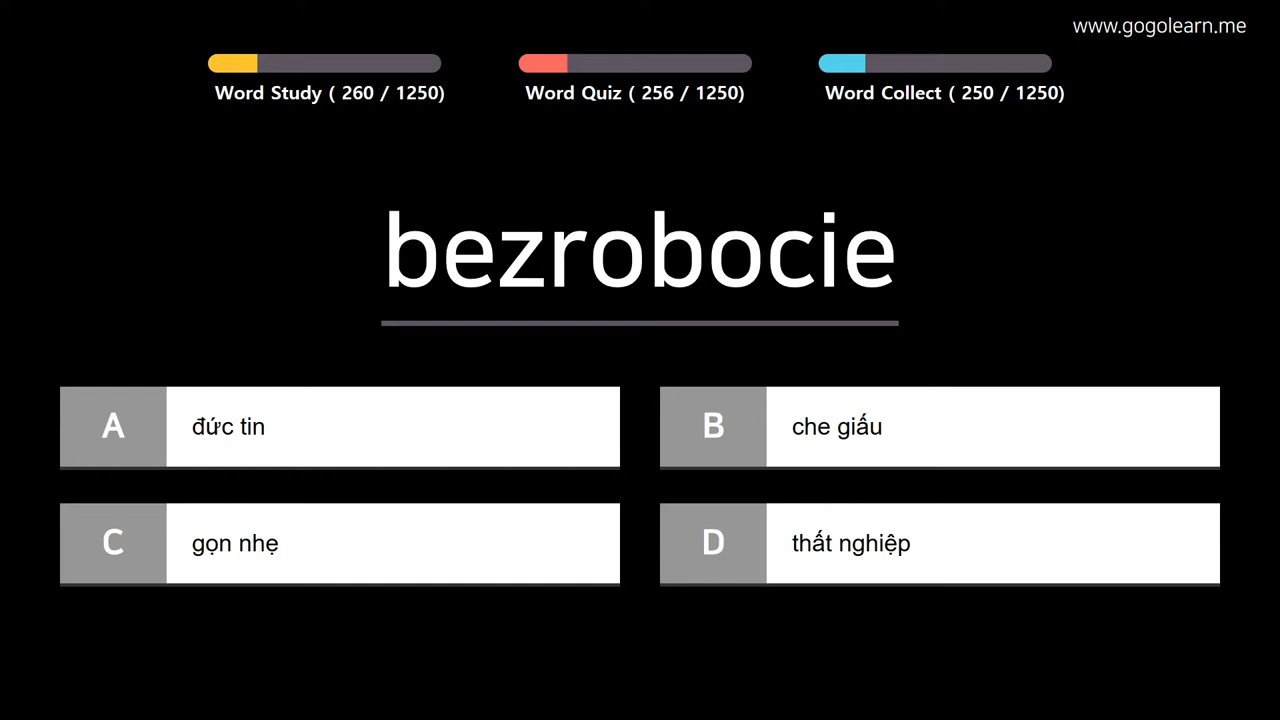 www.gogolearn.me
Word Study ( 260 / 1250)
Word Quiz ( 256 / 1250)
Word Collect ( 250 / 1250)
bezrobocie
A đức tin
B che giấu
C gọn nhẹ
D thất nghiệp